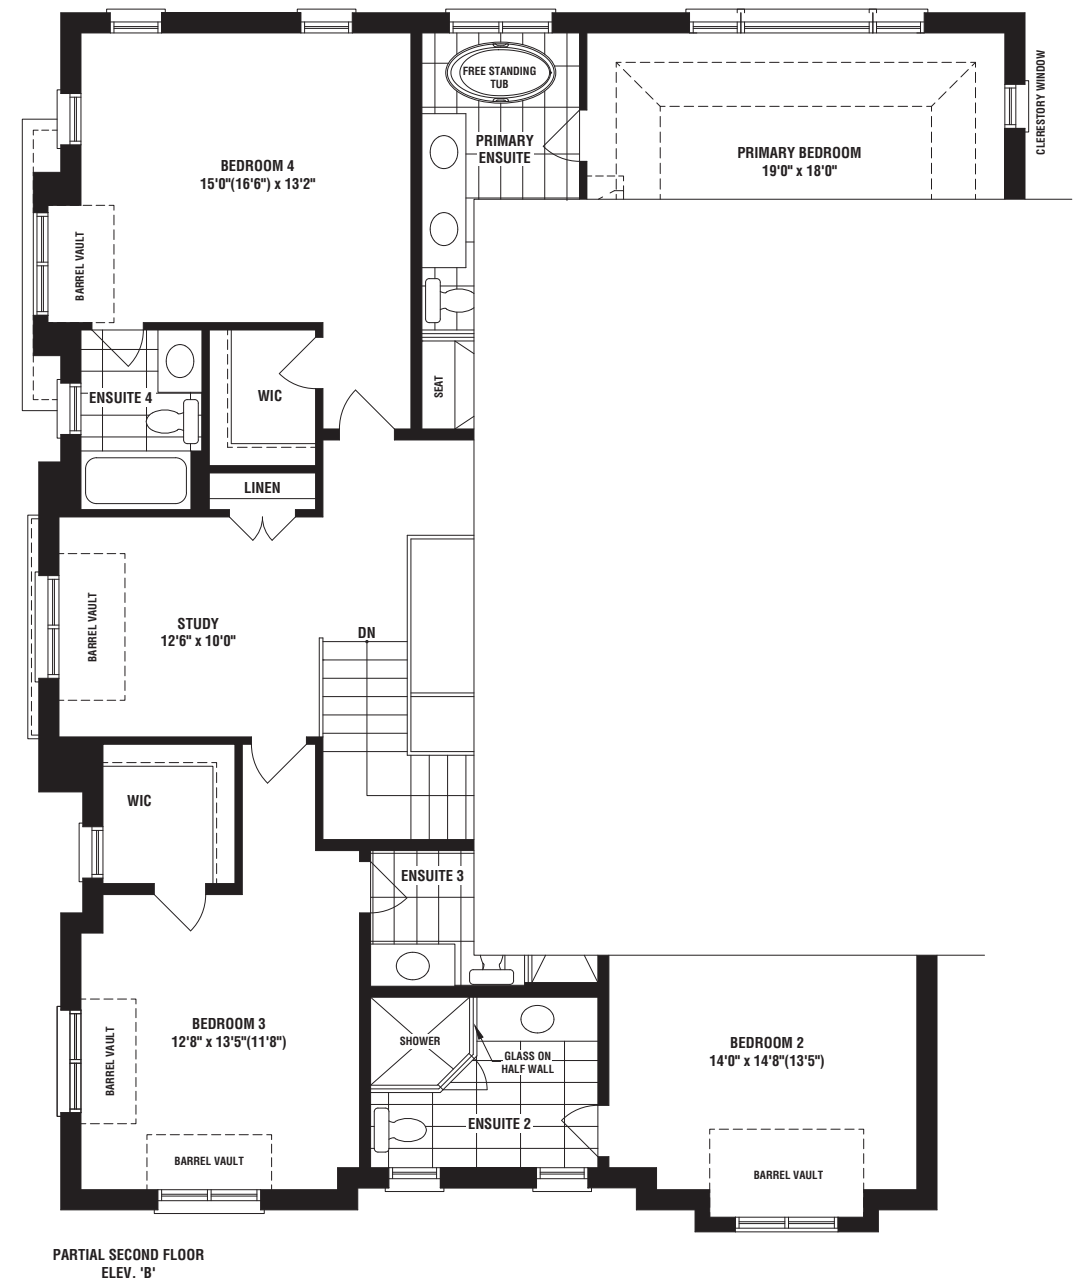 FREE STANDING
TUB
CLERESTORY WINDOW
PRIMARY
ENSUITE
BEDROOM 4
15'0"(16'6") x 13'2"
PRIMARY BEDROOM
19'0" x 18'0"
BARREL VAULT
SEAT
ENSUITE 4
WIC
LINEN
BARREL VAULT
STUDY
12'6" x 10'0"
DN
WIC
ENSUITE 3
BEDROOM 3
12'8" x 13'5"(11'8")
BARREL VAULT
SHOWER
GLASS ON
HALF WALL
BEDROOM 2
14'0" x 14'8"(13'5")
ENSUITE 2
BARREL VAULT
BARREL VAULT
PARTIAL SECOND FLOOR
ELEV. 'B'